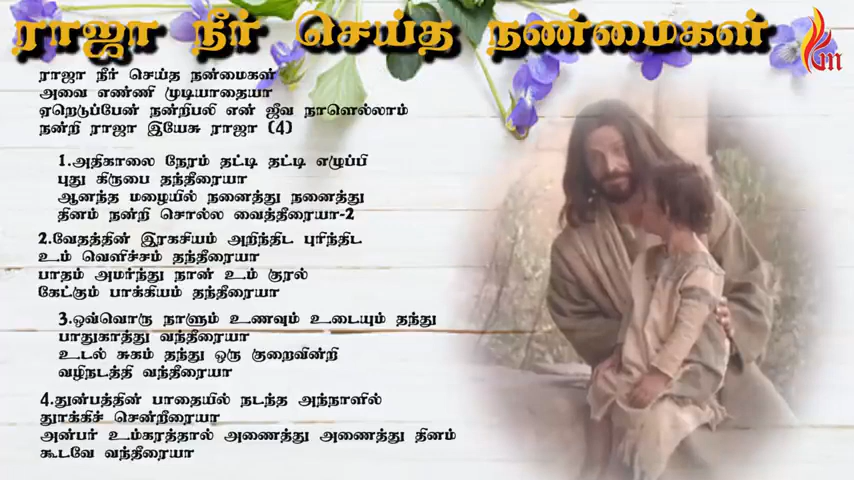 ராஜா நீர் செய்த நன்மைகள்
ராஜா நீர் செய்த நன்மைகள்
அவை எண்ணி முடியாதையா
ஏறெடுப்பேன் நன்றிபலி என் ஜீவ நாளெல்லாம்
நன்றி ராஜா இயேசு ராஜா (4)
1.அதிகாலை நேரம் தட்டி தட்டி எழுப்பி
புது கிருபை தந்தீரையா
ஆனந்த மழையில் நனைத்து நனைத்து
தினம் நன்றி சொல்ல வைத்தீரையா-2
2.வேதத்தின் இரகசியம் அறிந்திட புரிந்திட
உம் வெளிச்சம் தந்தீரையா
பாதம் அமர்ந்து நான் உம் குரல்
கேட்கும் பாக்கியம் தந்தீரையா
3.ஒவ்வொரு நாளும் உணவும் உடையும் தந்து
பாதுகாத்து வந்தீரையா
உடல் சுகம் தந்து ஒரு குறைவின்றி
வழிநடத்தி வந்தீரையா
4.துன்பத்தின் பாதையில் நடந்த அந்நாளில்
தூக்கிச் சென்றீரையா
அன்பர் உம்கரத்தால் அணைத்து அணைத்து தினம்
கூடவே வந்தீரையா